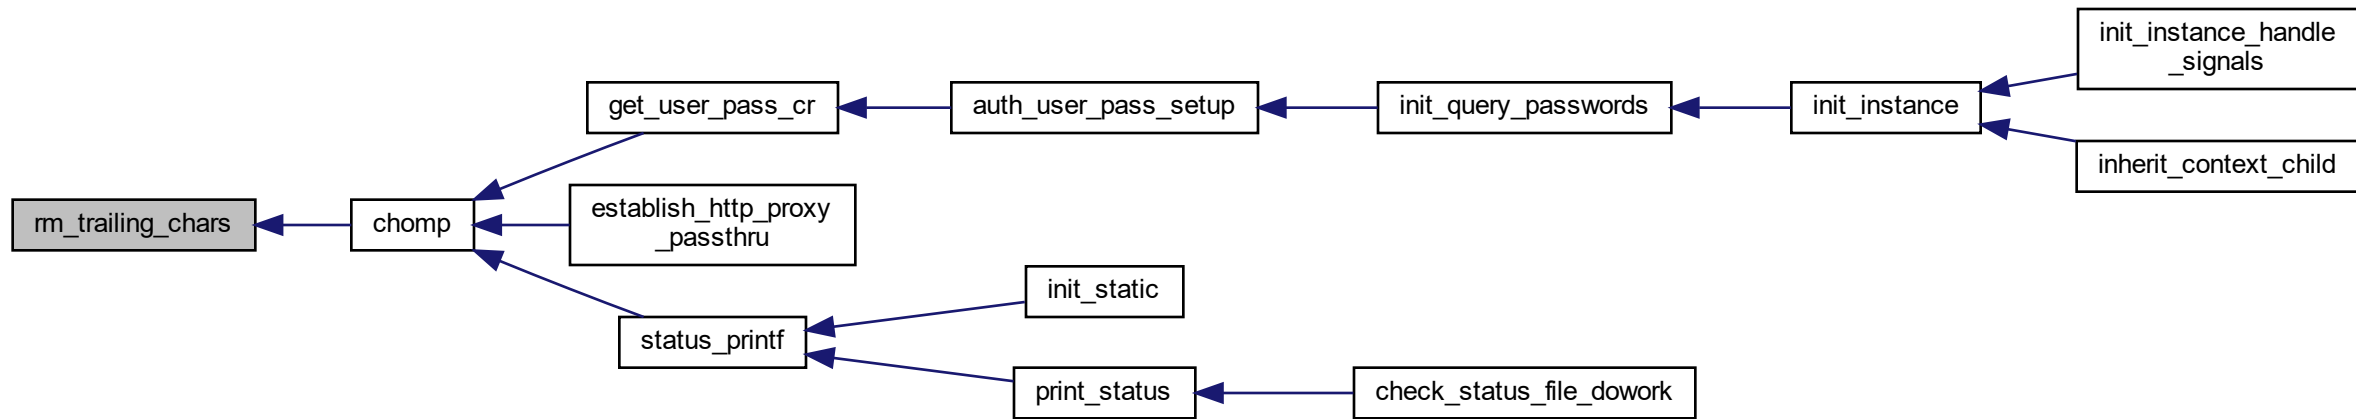 init_instance_handle
_signals
get_user_pass_cr
auth_user_pass_setup
init_query_passwords
init_instance
inherit_context_child
rm_trailing_chars
chomp
establish_http_proxy
_passthru
init_static
status_printf
print_status
check_status_file_dowork